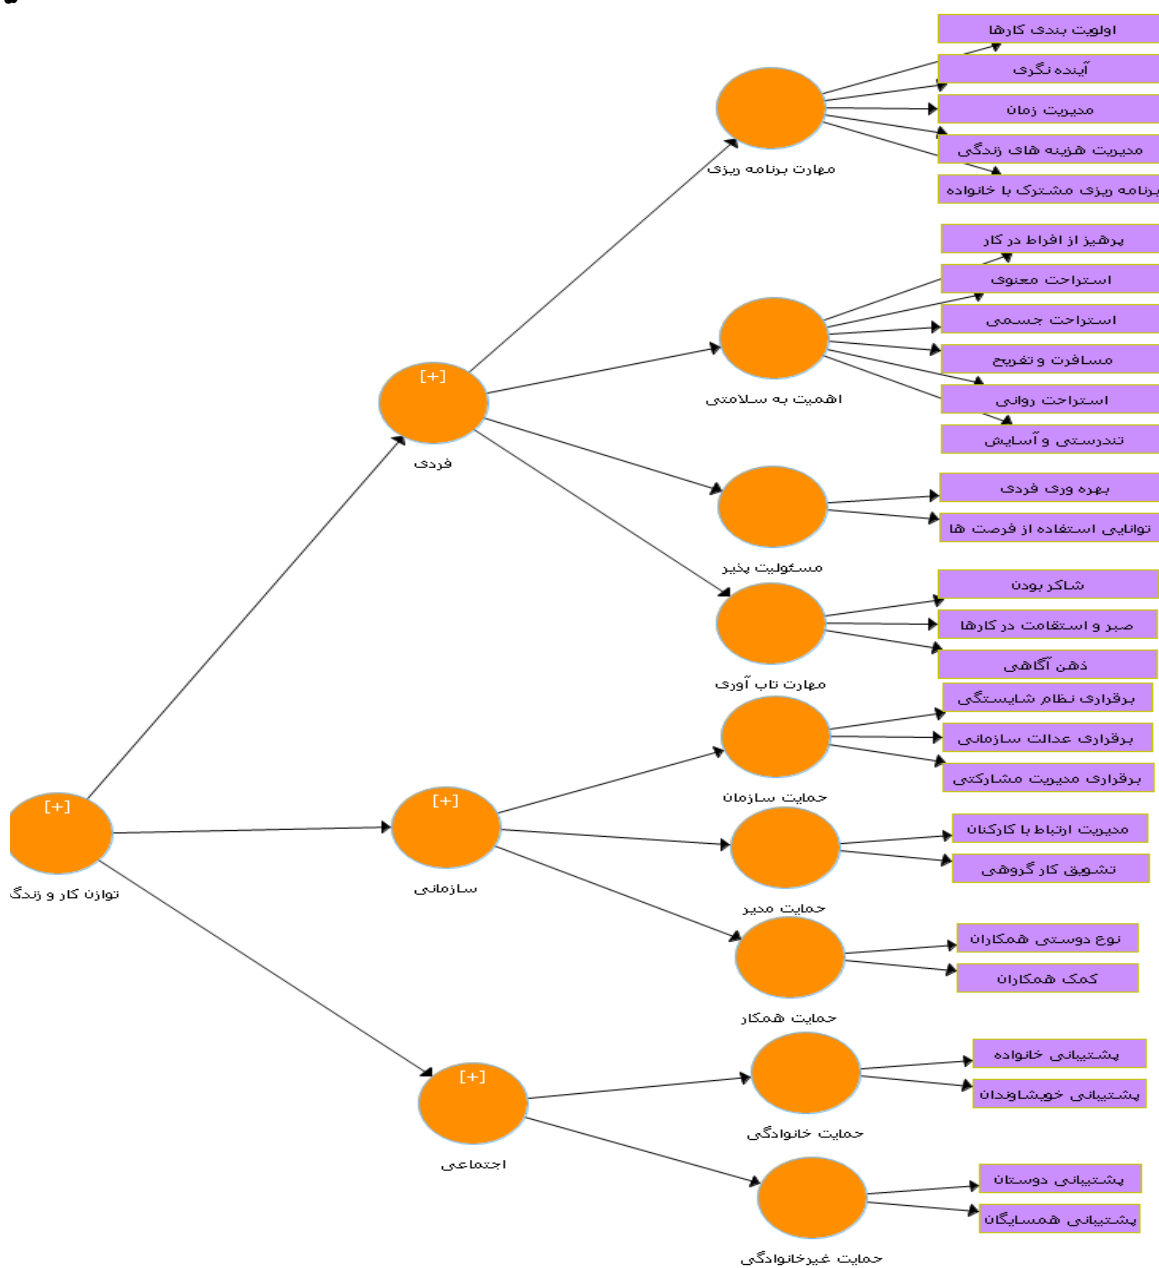 اولویت بندی کارها
آینده نگری
مدیریت زمان
مدیریت هزینه های زندگی
برنامه ریزی مشترک با خانواده
مهارت برنامه ریزی
پرهیز از افراط در کار
استراحت معنوی
استراحت جسمی
مسافرت و تفریح
استراحت روانی
تندرستی و آسایش
اهمیت به سلامتی
[+]
فردی
بهره وری فردی
توانایی استفاده از فرصت ها
مسئولیت پذیر
شاکر بودن
صبر و استقامت در کارها
ذهن آگاهی
مهارت تاب آوری
برقراری نظام شایستگی
برقراری عدالت سازمانی
برقراری مدیریت مشارکتی
حمایت سازمان
[+]
توازن کار و زندگ
[+]
سازمانی
مدیریت ارتباط با کارکنان
تشویق کار گروهی
حمایت مدیر
نوع دوستی همکاران
کمک همکاران
حمایت همکار
پشتیبانی خانواده
پشتیبانی خویشاوندان
حمایت خانوادگی
[+]
اجتماعی
پشتیبانی دوستان
پشتیبانی همسایگان
حمایت غیرخانوادگی